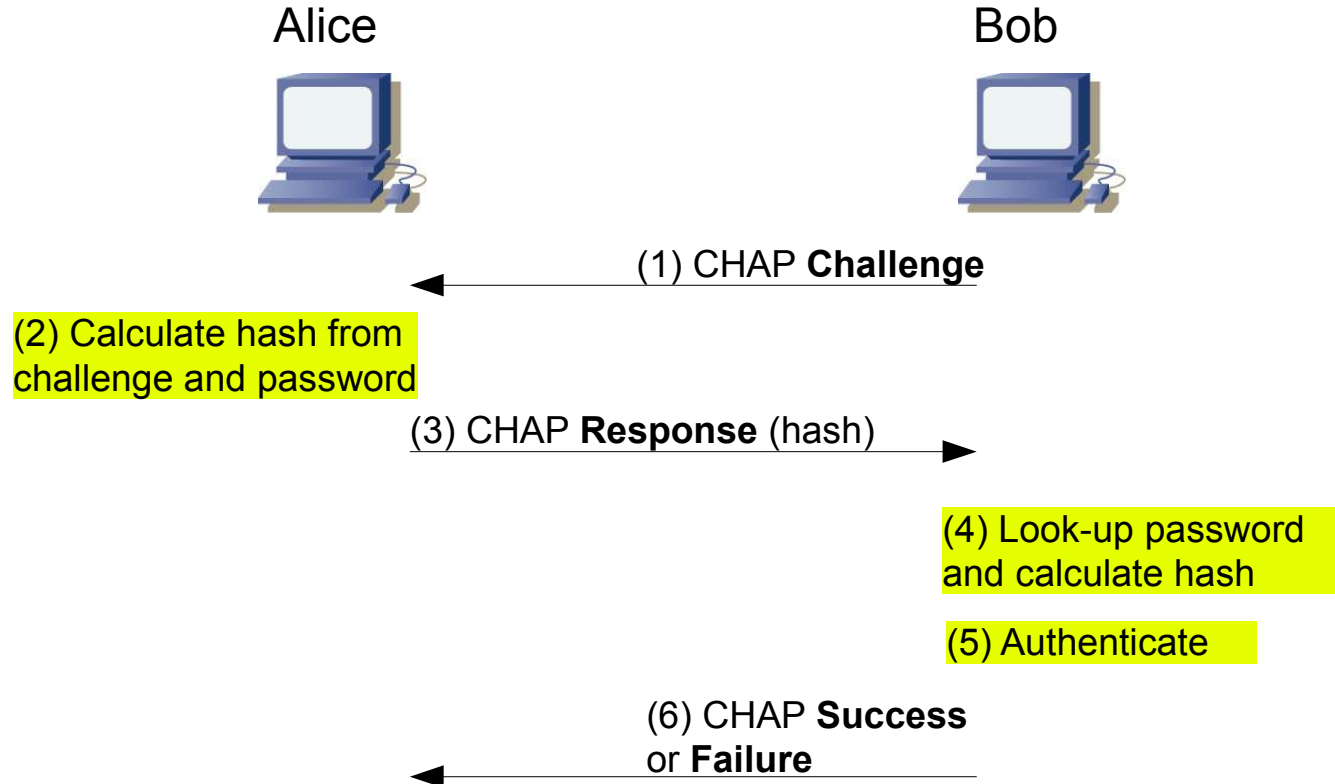 Alice
Bob
(1) CHAP Challenge
(2) Calculate hash from
challenge and password
(3) CHAP Response (hash)
(4) Look-up password
and calculate hash
(5) Authenticate
(6) CHAP Success
or Failure